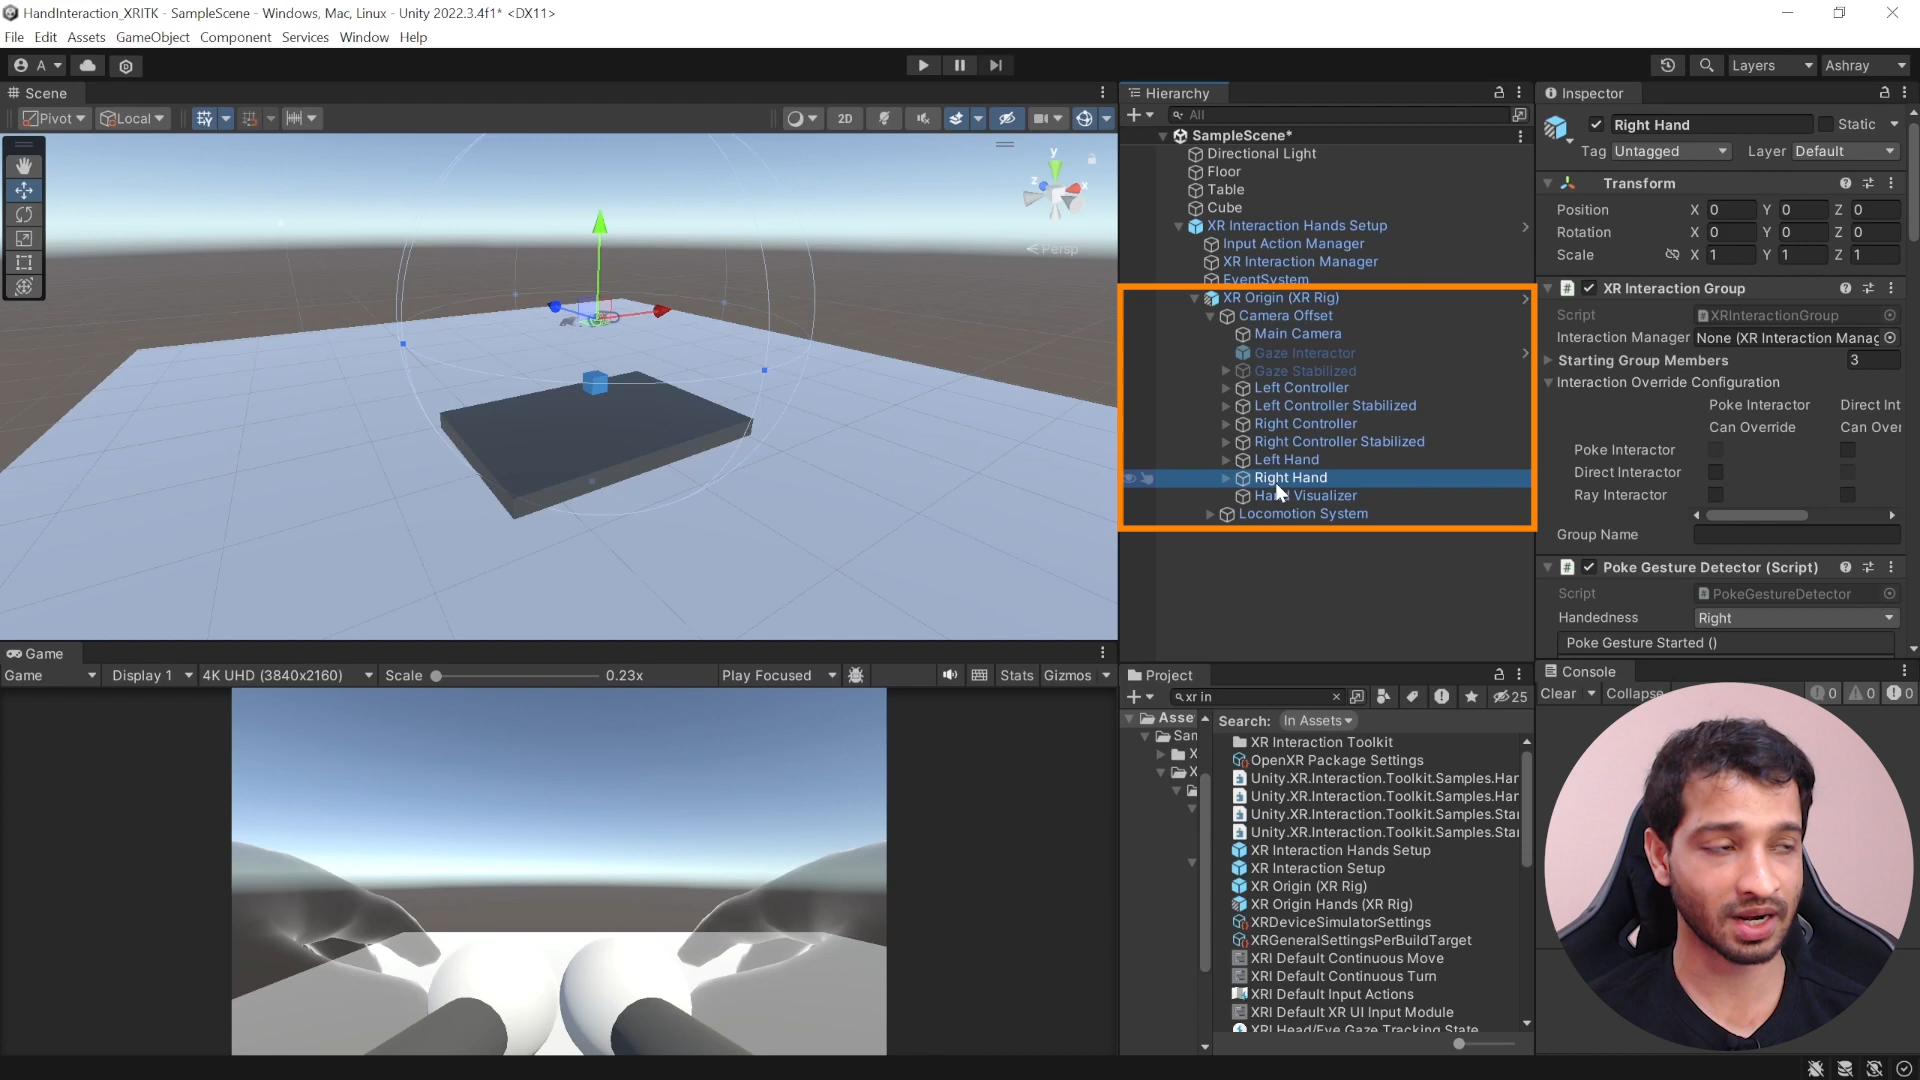 HandInteraction_XRITK - SampleScene - Windows, Mac, Linux - Unity 2022.3.4f1* <DX11>
File Edit Assets GameObject Component Services Window Help
A
Layers
Ashray
Scene
Pivot
Local
2D
y
z
x
Persp
Hierarchy
All
SampleScene*
Directional Light
Floor
Table
Cube
XR Interaction Hands Setup
Input Action Manager
XR Interaction Manager
EventSystem
XR Origin (XR Rig)
Camera Offset
Main Camera
Gaze Interactor
Gaze Stabilized
Left Controller
Left Controller Stabilized
Right Controller
Right Controller Stabilized
Left Hand
Right Hand
Hand Visualizer
Locomotion System
Inspector
Right Hand
Static
Tag Untagged Layer Default
Transform
Position X 0 Y 0 Z 0
Rotation X 0 Y 0 Z 0
Scale X 1 Y 1 Z 1
XR Interaction Group
Script XRInteractionGroup
Interaction Manager None (XR Interaction Manag
Starting Group Members 3
Interaction Override Configuration
Poke Interactor Direct Int
Can Override Can Over
Poke Interactor
Direct Interactor
Ray Interactor
Group Name
Poke Gesture Detector (Script)
Script PokeGestureDetector
Handedness Right
Poke Gesture Started ()
Game
Game Display 1 4K UHD (3840x2160) Scale 0.23x Play Focused Stats Gizmos
Project
xr in
25
Asse
San
X
X
Search: In Assets
XR Interaction Toolkit
OpenXR Package Settings
Unity.XR.Interaction.Toolkit.Samples.Har
Unity.XR.Interaction.Toolkit.Samples.Har
Unity.XR.Interaction.Toolkit.Samples.Sta
Unity.XR.Interaction.Toolkit.Samples.Sta
XR Interaction Hands Setup
XR Interaction Setup
XR Origin (XR Rig)
XR Origin Hands (XR Rig)
XRDeviceSimulatorSettings
XRGeneralSettingsPerBuildTarget
XRI Default Continuous Move
XRI Default Continuous Turn
XRI Default Input Actions
XRI Default XR UI Input Module
XRI Head/Eye Gaze Tracking State
Console
Clear Collapse 0 0 0